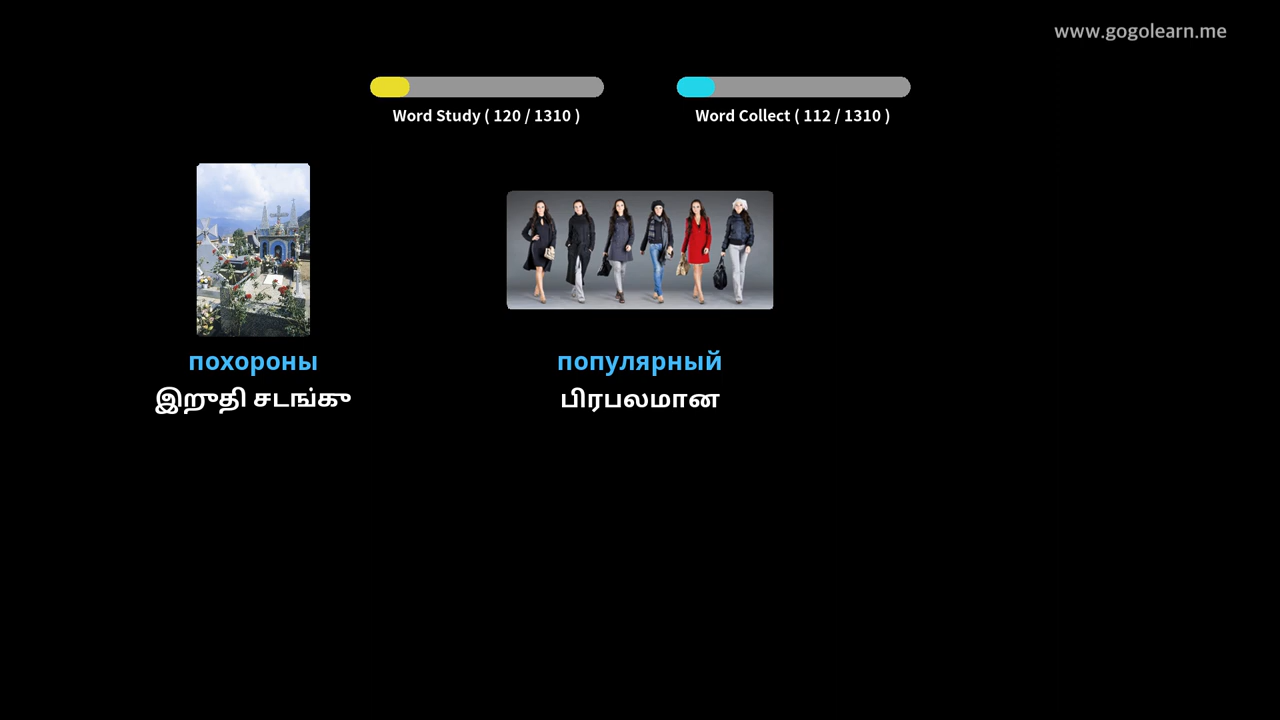 www.gogolearn.me
Word Study ( 120 / 1310 )
Word Collect ( 112 / 1310 )
похороны
இறுதி சடங்கு
популярный
பிரபலமான